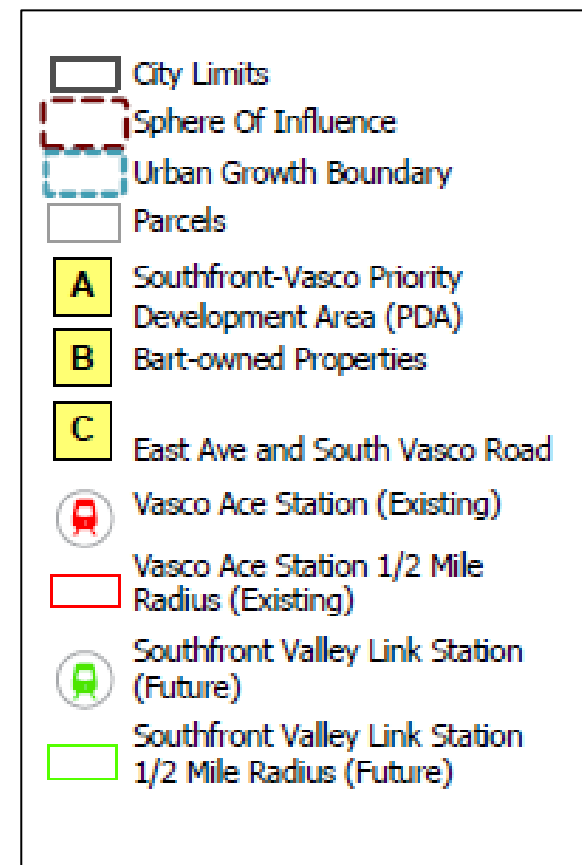 City Limits
Sphere Of Influence
Urban Growth Boundary
Parcels
A Southfront-Vasco Priority
Development Area (PDA)
B Bart-owned Properties
C East Ave and South Vasco Road
Vasco Ace Station (Existing)
Vasco Ace Station 1/2 Mile
Radius (Existing)
Southfront Valley Link Station
(Future)
Southfront Valley Link Station
1/2 Mile Radius (Future)